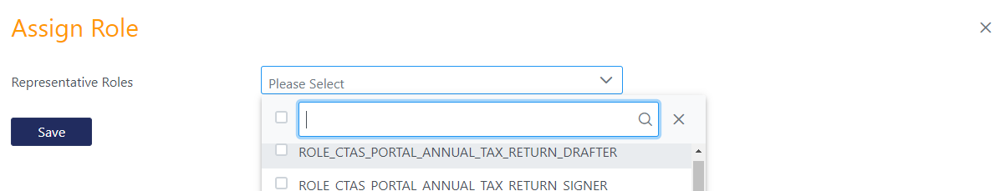 Assign Role
Representative Roles
Please Select
Save
ROLE_CTAS_PORTAL_ANNUAL_TAX_RETURN_DRAFTER
ROLE_CTAS_PORTAL_ANNUAL_TAX_RETURN_SIGNER